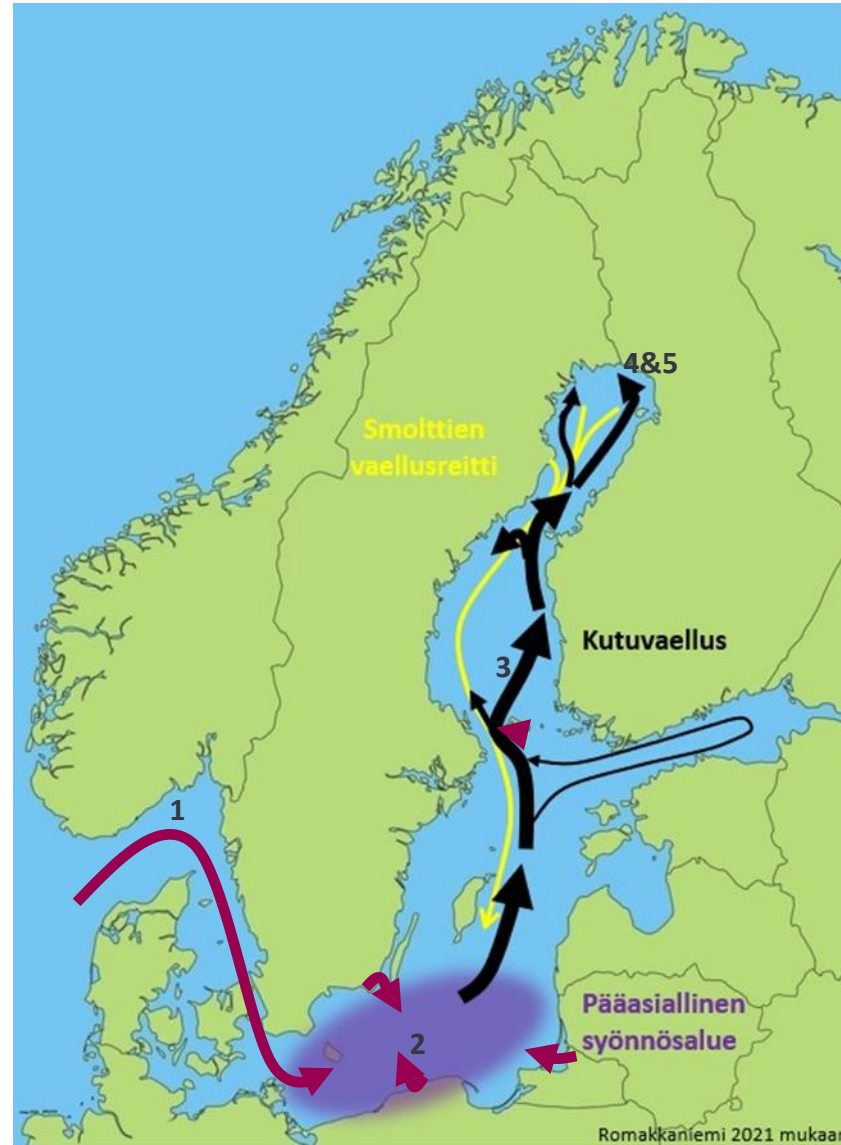 4&5
Smolttien
vaellusreitti
Kutuvaellus
3
1
Pääasiallinen
syönnösalue
2
Romakkaniemi 2021 mukaan